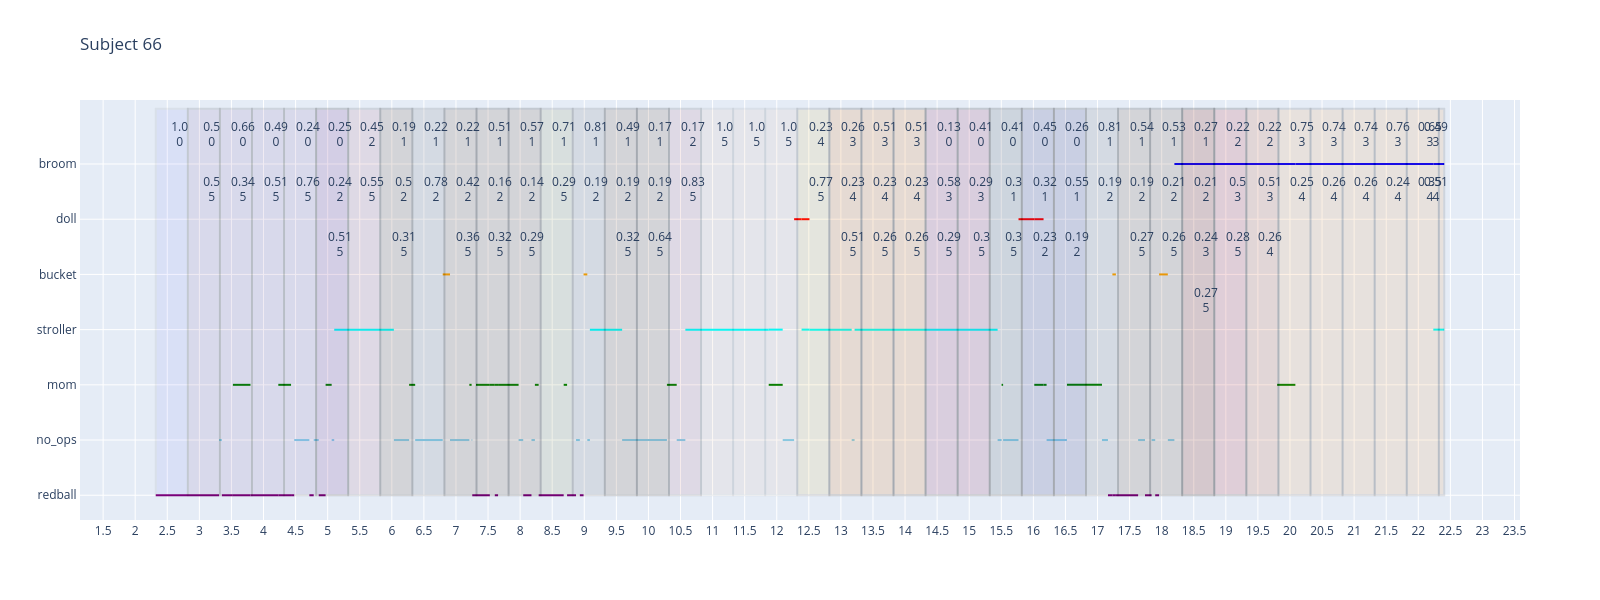 Subject 66
1.0 0.5 0.66 0.49 0.24 0.25 0.45 0.19 0.22 0.22 0.51 0.57 0.71 0.81 0.49 0.17 0.17 1.0 1.0 1.0 0.23 0.26 0.51 0.51 0.13 0.41 0.41 0.45 0.26 0.81 0.54 0.53 0.27 0.22 0.22 0.75 0.74 0.74 0.76
0 0 0 0 0 0 2 1 1 1 1 1 1 1 1 1 2 5 5 5 4 3 3 3 0 0 0 0 0 1 1 1 1 2 2 3 3 3 3
broom
0.5 0.34 0.51 0.76 0.24 0.55 0.5 0.78 0.42 0.16 0.14 0.29 0.19 0.19 0.19 0.83 0.77 0.23 0.23 0.23 0.58 0.29 0.3 0.32 0.55 0.19 0.19 0.21 0.21 0.5 0.51 0.25 0.26 0.26 0.24
5 5 5 5 2 5 2 2 2 2 2 5 2 2 2 5 5 4 4 4 3 3 1 1 1 2 2 2 2 3 3 4 4 4 4
doll
0.51 0.31 0.36 0.32 0.29 0.32 0.64 0.51 0.26 0.26 0.29 0.3 0.3 0.23 0.19 0.27 0.26 0.24 0.28 0.26
5 5 5 5 5 5 5 5 5 5 5 5 5 2 2 5 5 3 5 4
bucket
0.27
5
stroller
mom
no_ops
redball
1.5 2 2.5 3 3.5 4 4.5 5 5.5 6 6.5 7 7.5 8 8.5 9 9.5 10 10.5 11 11.5 12 12.5 13 13.5 14 14.5 15 15.5 16 16.5 17 17.5 18 18.5 19 19.5 20 20.5 21 21.5 22 22.5 23 23.5